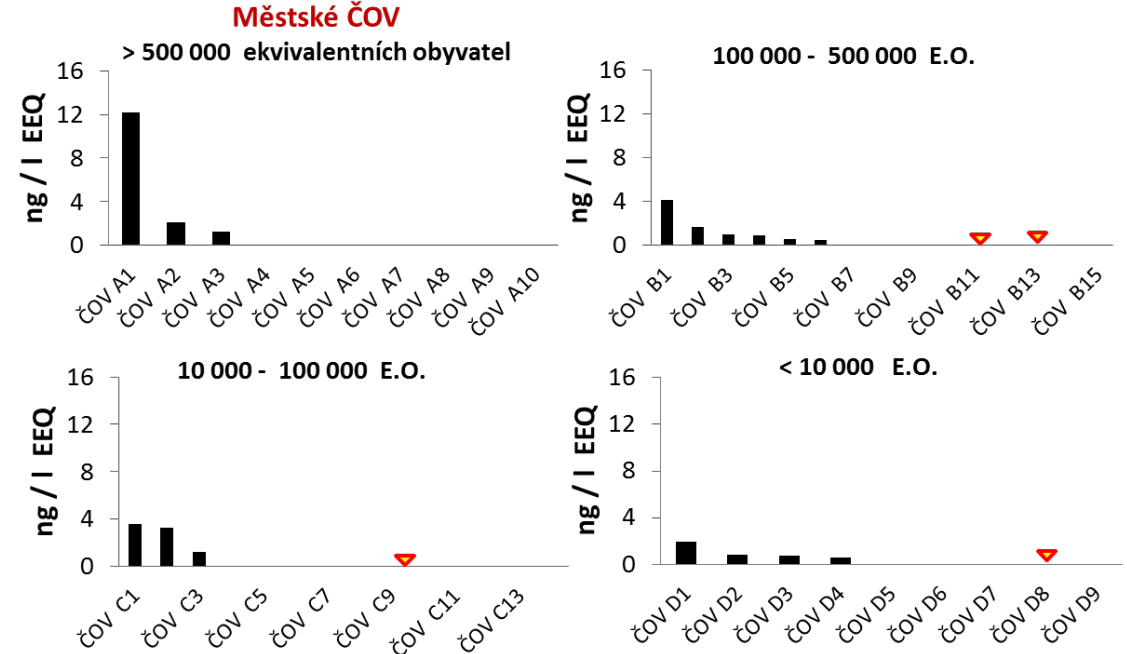 Městské ČOV
> 500 000 ekvivalentních obyvatel
ng / l EEQ
16
12
8
4
0
ČOV A1
ČOV A2
ČOV A3
ČOV A4
ČOV A5
ČOV A6
ČOV A7
ČOV A8
ČOV A9
ČOV A10
100 000 - 500 000 E.O.
ng / l EEQ
16
12
8
4
0
ČOV B1
ČOV B3
ČOV B5
ČOV B7
ČOV B9
ČOV B11
ČOV B13
ČOV B15
10 000 - 100 000 E.O.
ng / l EEQ
16
12
8
4
0
ČOV C1
ČOV C3
ČOV C5
ČOV C7
ČOV C9
ČOV C11
ČOV C13
< 10 000 E.O.
ng / l EEQ
16
12
8
4
0
ČOV D1
ČOV D2
ČOV D3
ČOV D4
ČOV D5
ČOV D6
ČOV D7
ČOV D8
ČOV D9